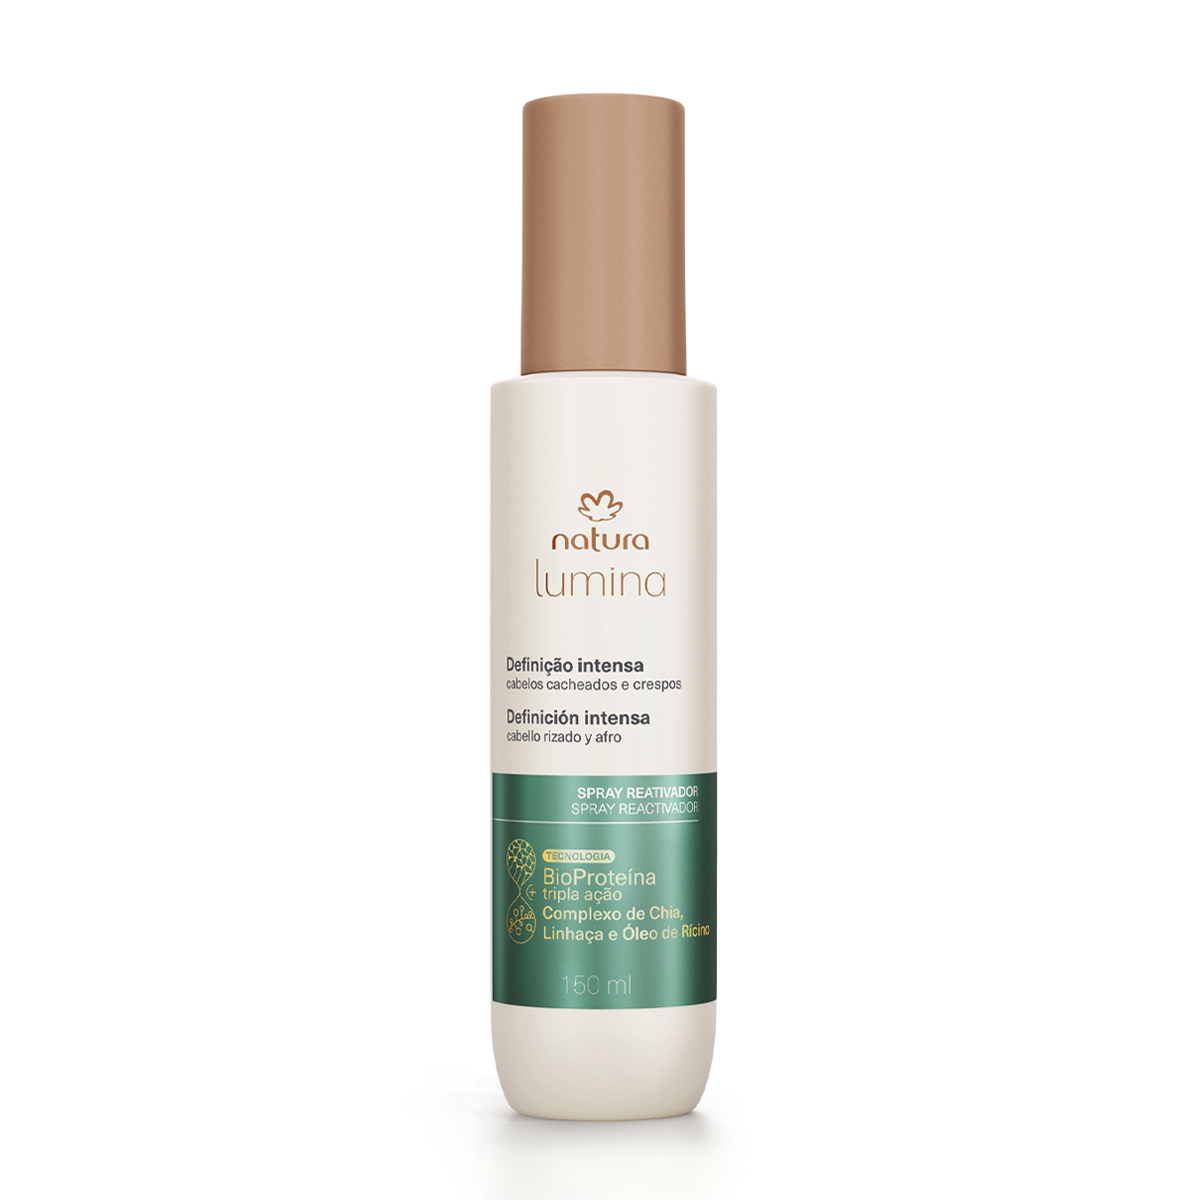 natura
lumina
Definição intensa
cabelos cacheados e crespos
Definición intensa
cabello rizado y afro
SPRAY REATIVADOR
SPRAY REACTIVADOR
TECNOLOGIA
BioProteína
+
tripla ação
Complexo de Chia,
Linhaça e Óleo de Rícino
150 ml